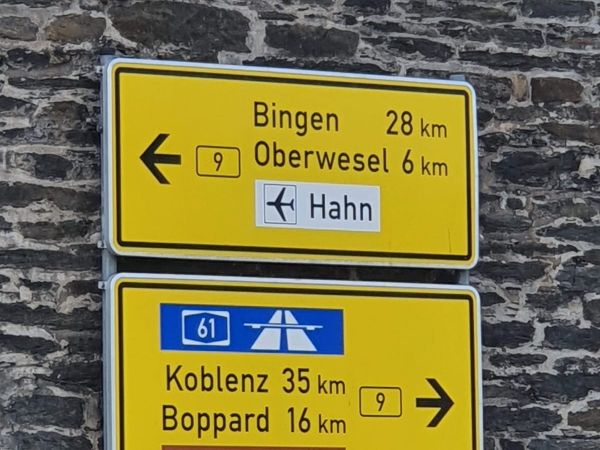 Bingen 28 km
9 Oberwesel 6 km
Hahn
61
Koblenz 35 km
Boppard 16 km 9